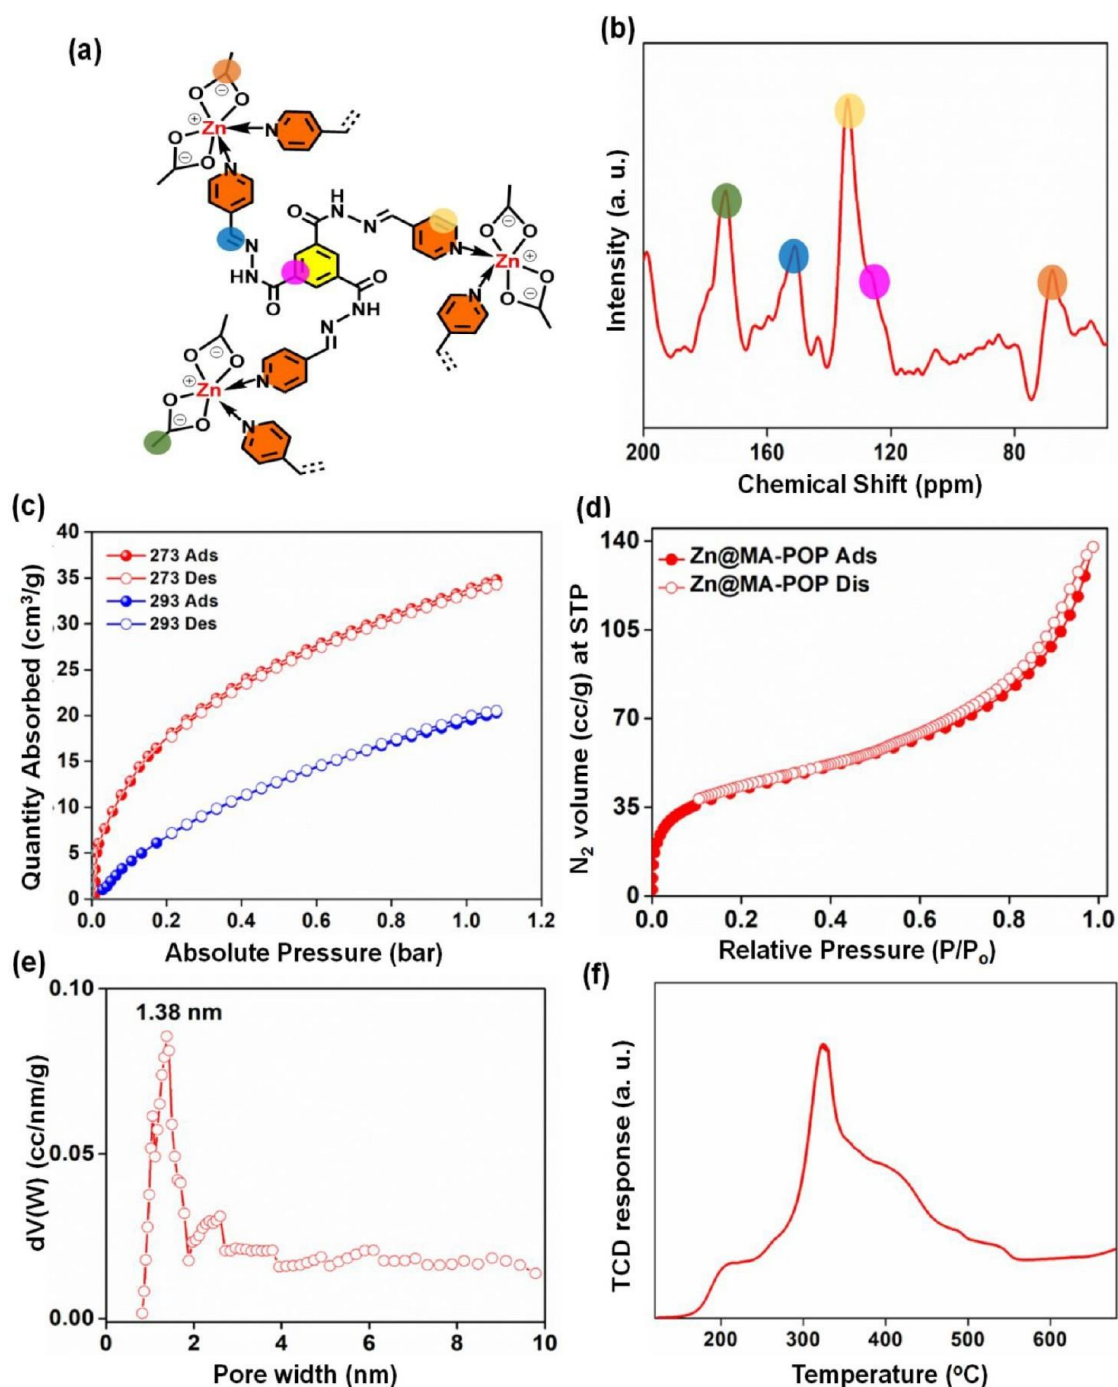 (a)
O
O
⊖
⊕
Zn
N
O
O
⊖
N
N
NH
O
O
H
N
N
N
O
O
⊖
⊕
Zn
O
O
⊖
N
O
NH
N
O
O
⊖
⊕
Zn
N
O
O
⊖
N
(b)
Intensity (a. u.)
200
160
120
80
Chemical Shift (ppm)
(c)
40
35
30
25
20
15
10
5
0
273 Ads
273 Des
293 Ads
293 Des
Quantity Absorbed (cm³/g)
0.0
0.2
0.4
0.6
0.8
1.0
1.2
Absolute Pressure (bar)
(d)
140
105
70
35
0
Zn@MA-POP Ads
Zn@MA-POP Dis
N₂ volume (cc/g) at STP
0.0
0.2
0.4
0.6
0.8
1.0
Relative Pressure (P/Pₒ)
(e)
0.10
0.05
0.00
1.38 nm
dV(W) (cc/nm/g)
0
2
4
6
8
10
Pore width (nm)
(f)
TCD response (a. u.)
200
300
400
500
600
Temperature (ºC)